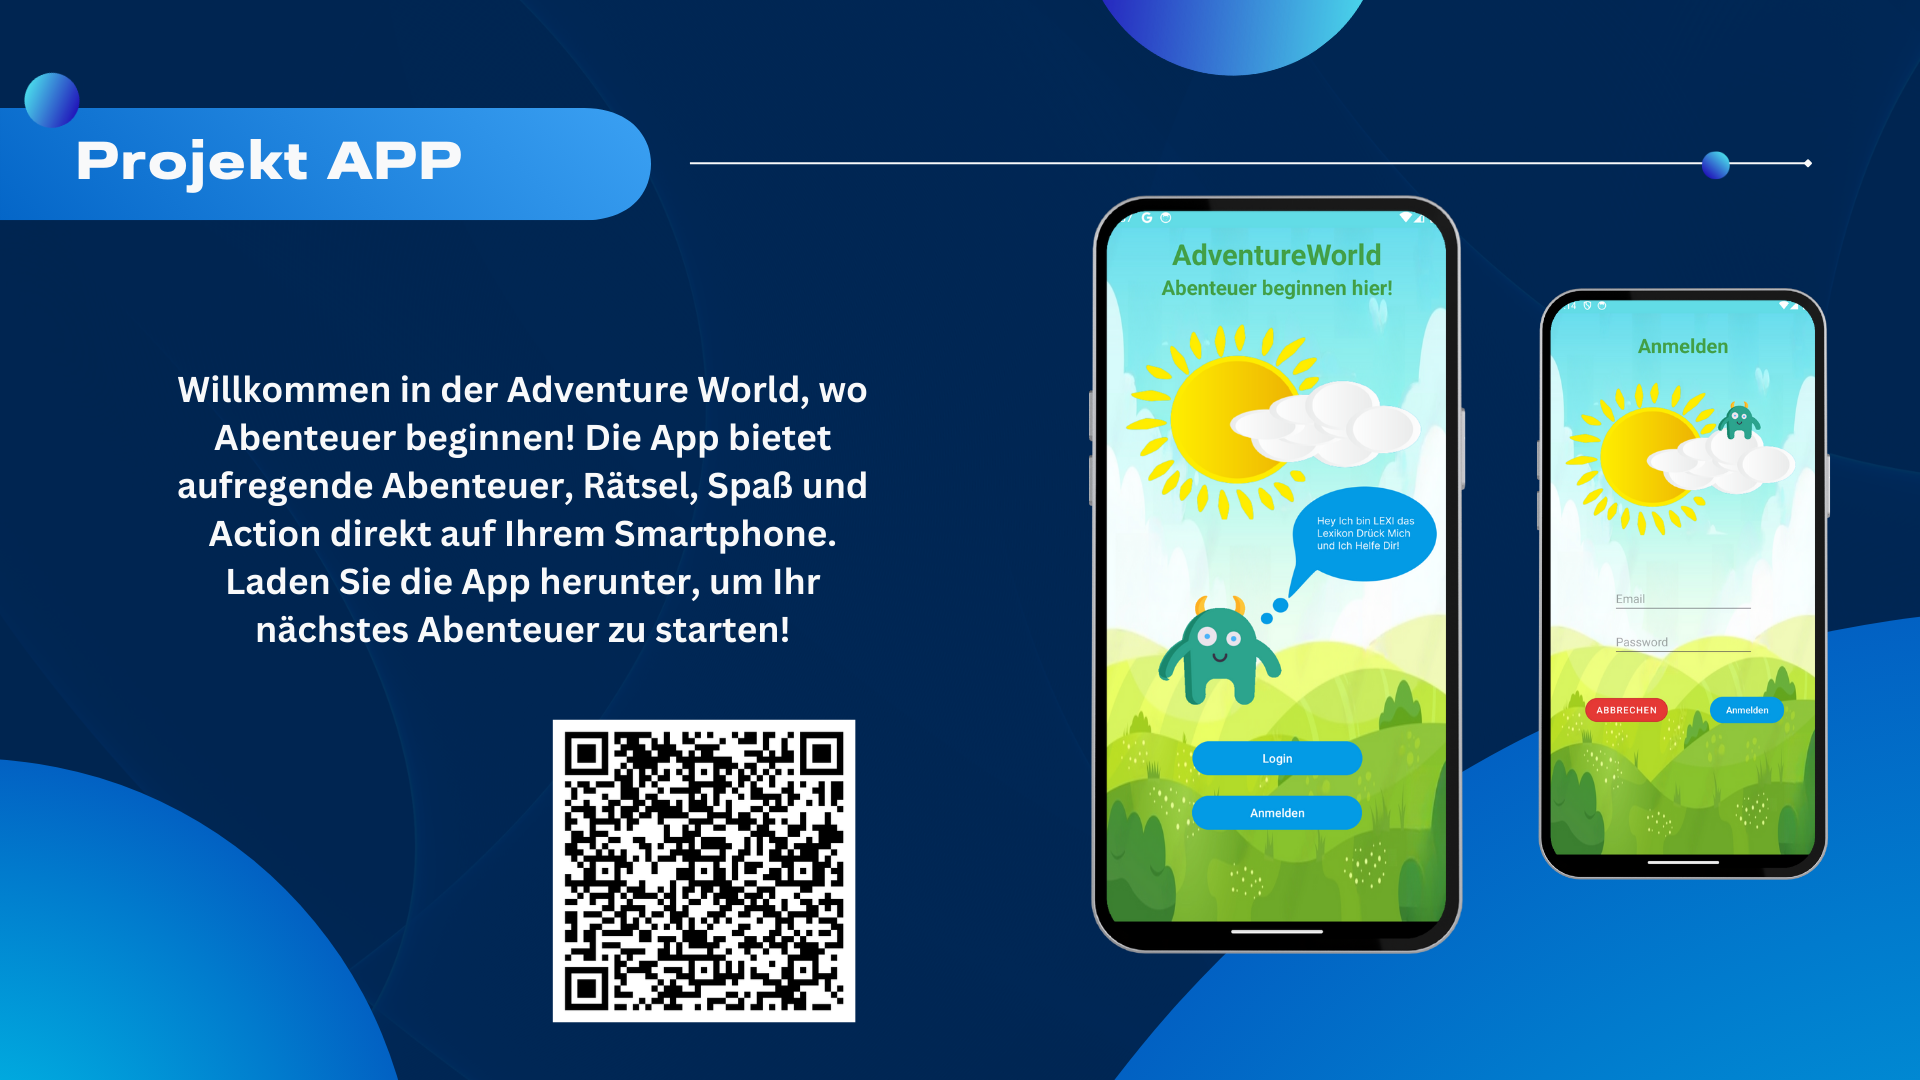 Projekt APP
Willkommen in der Adventure World, wo
Abenteuer beginnen! Die App bietet
aufregende Abenteuer, Rätsel, Spaß und
Action direkt auf Ihrem Smartphone.
Laden Sie die App herunter, um Ihr
nächstes Abenteuer zu starten!
AdventureWorld
Abenteuer beginnen hier!
Hey Ich bin LEXI das
Lexikon Drück Mich
und Ich Helfe Dir!
Login
Anmelden
Anmelden
Email
Password
ABBRECHEN
Anmelden